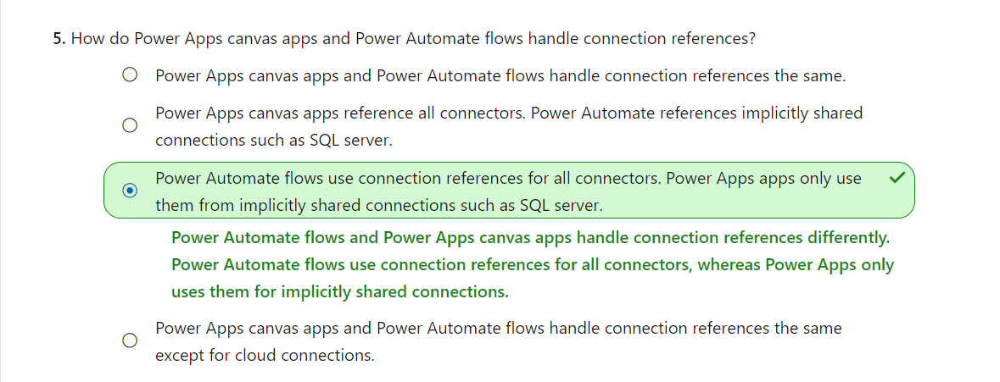 5. How do Power Apps canvas apps and Power Automate flows handle connection references?
Power Apps canvas apps and Power Automate flows handle connection references the same.
Power Apps canvas apps reference all connectors. Power Automate references implicitly shared
connections such as SQL server.
Power Automate flows use connection references for all connectors. Power Apps apps only use
them from implicitly shared connections such as SQL server.
Power Automate flows and Power Apps canvas apps handle connection references differently.
Power Automate flows use connection references for all connectors, whereas Power Apps only
uses them for implicitly shared connections.
Power Apps canvas apps and Power Automate flows handle connection references the same
except for cloud connections.